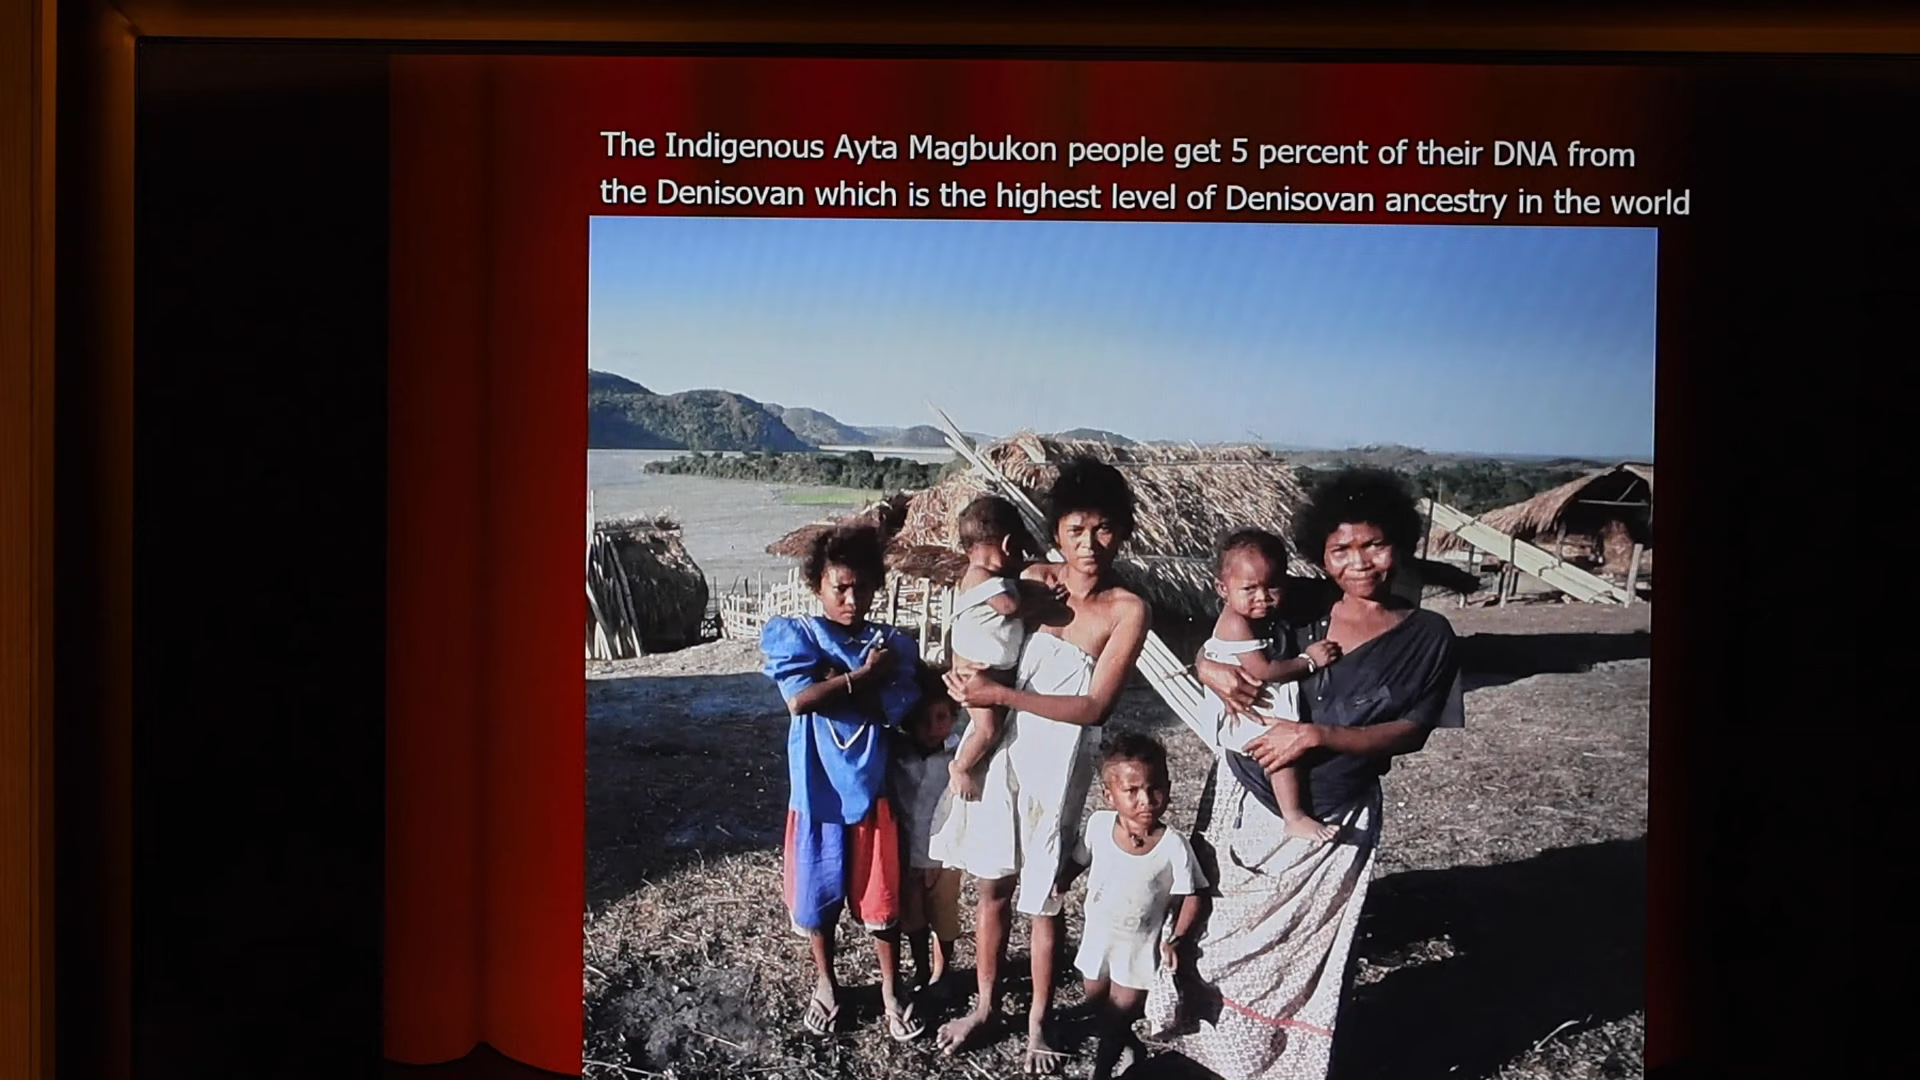 The Indigenous Ayta Magbukon people get 5 percent of their DNA from
the Denisovan which is the highest level of Denisovan ancestry in the world